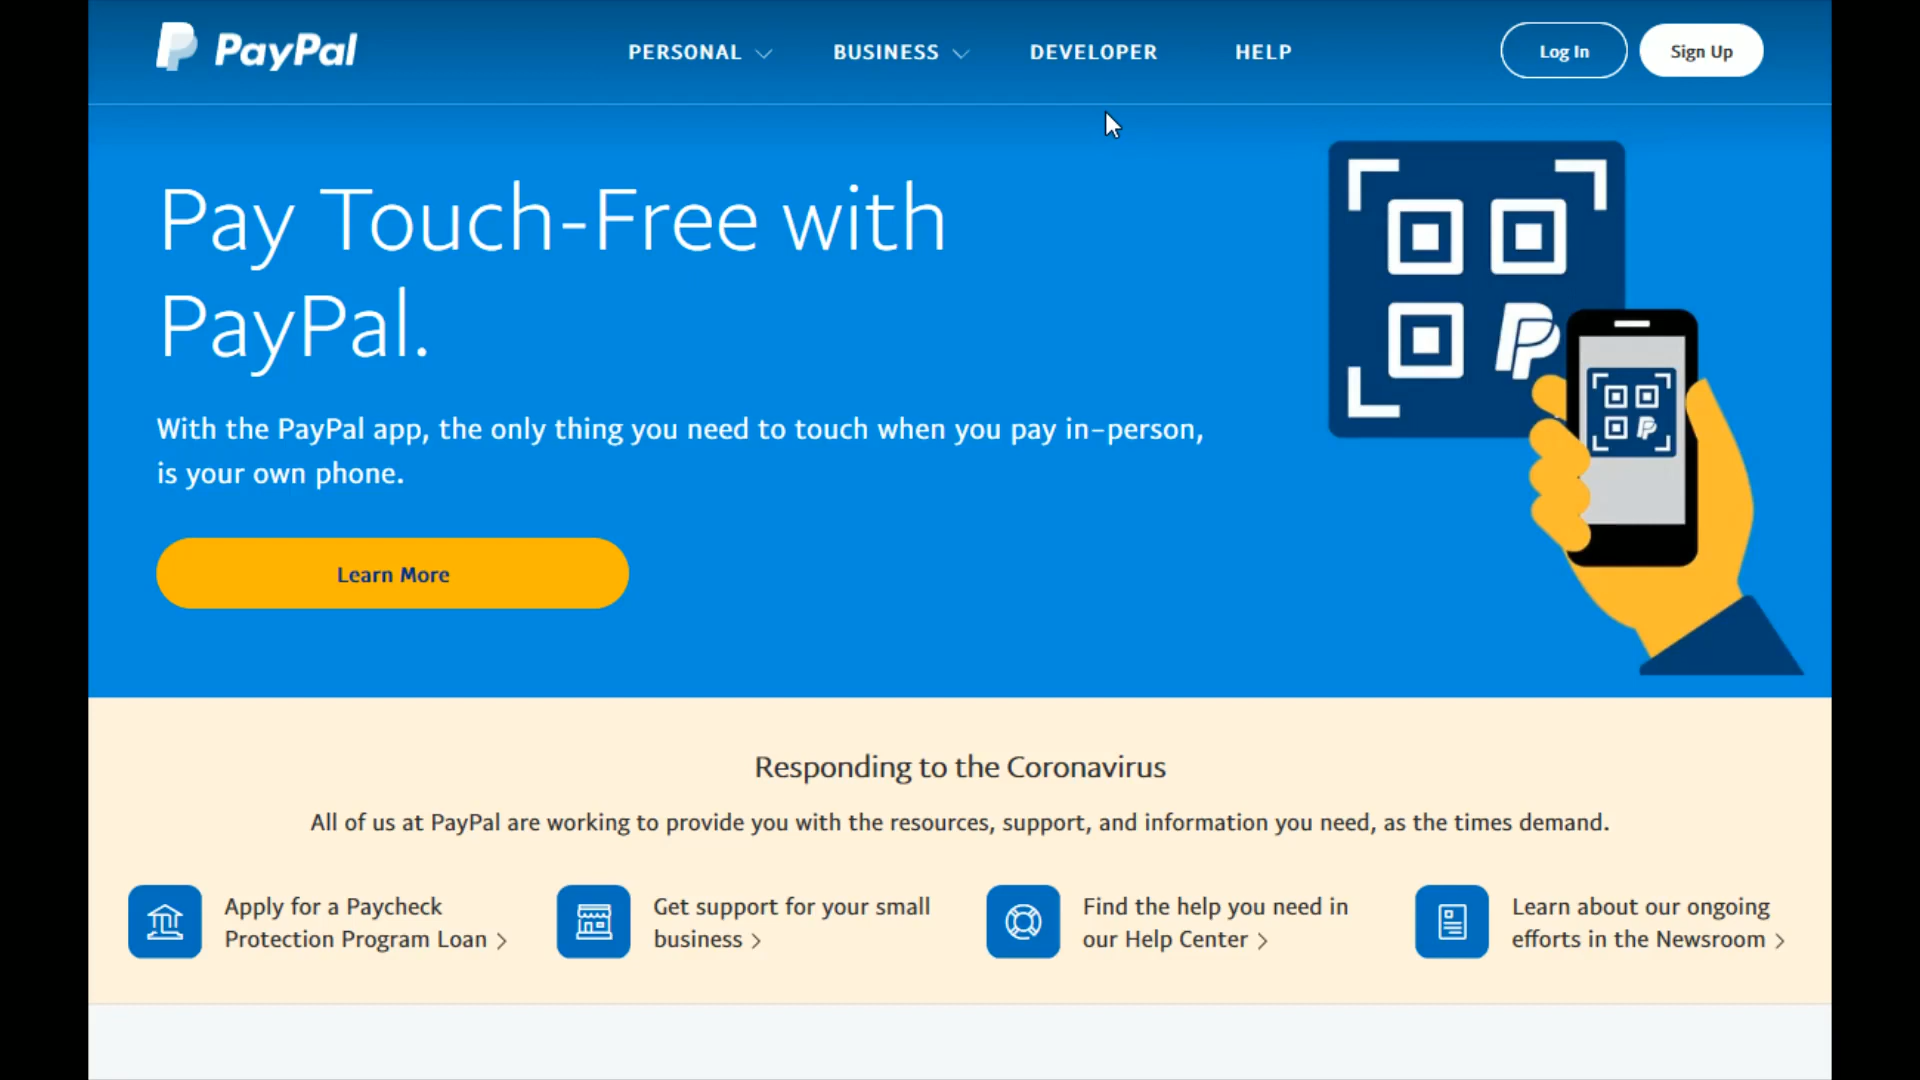 PayPal
PERSONAL
BUSINESS
DEVELOPER
HELP
Log In
Sign Up
Pay Touch-Free with
PayPal.
With the PayPal app, the only thing you need to touch when you pay in-person,
is your own phone.
Learn More
Responding to the Coronavirus
All of us at PayPal are working to provide you with the resources, support, and information you need, as the times demand.
Apply for a Paycheck
Protection Program Loan >
Get support for your small
business >
Find the help you need in
our Help Center >
Learn about our ongoing
efforts in the Newsroom >